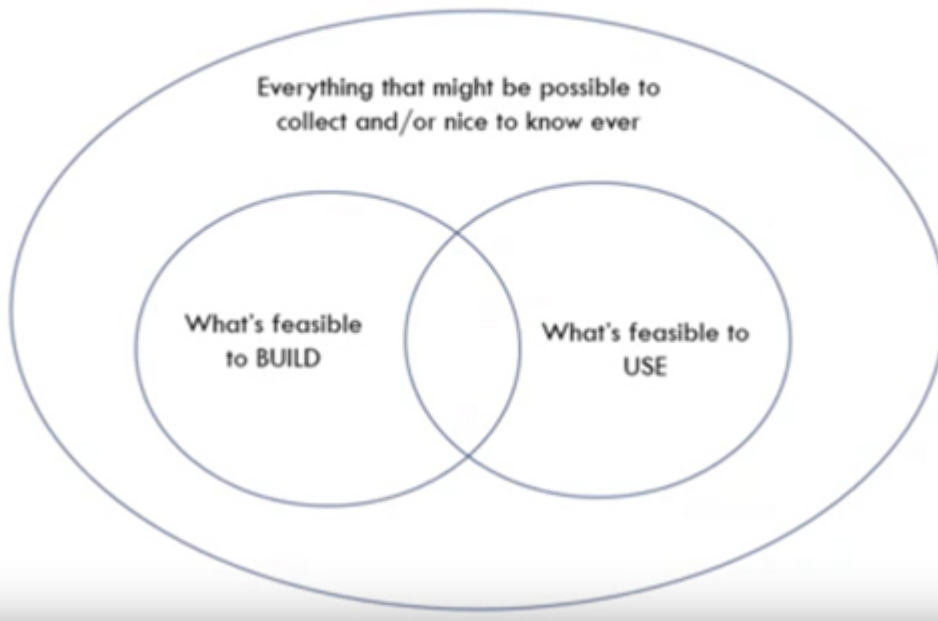 Everything that might be possible to
collect and/or nice to know ever
What's feasible
to BUILD
What's feasible to
USE